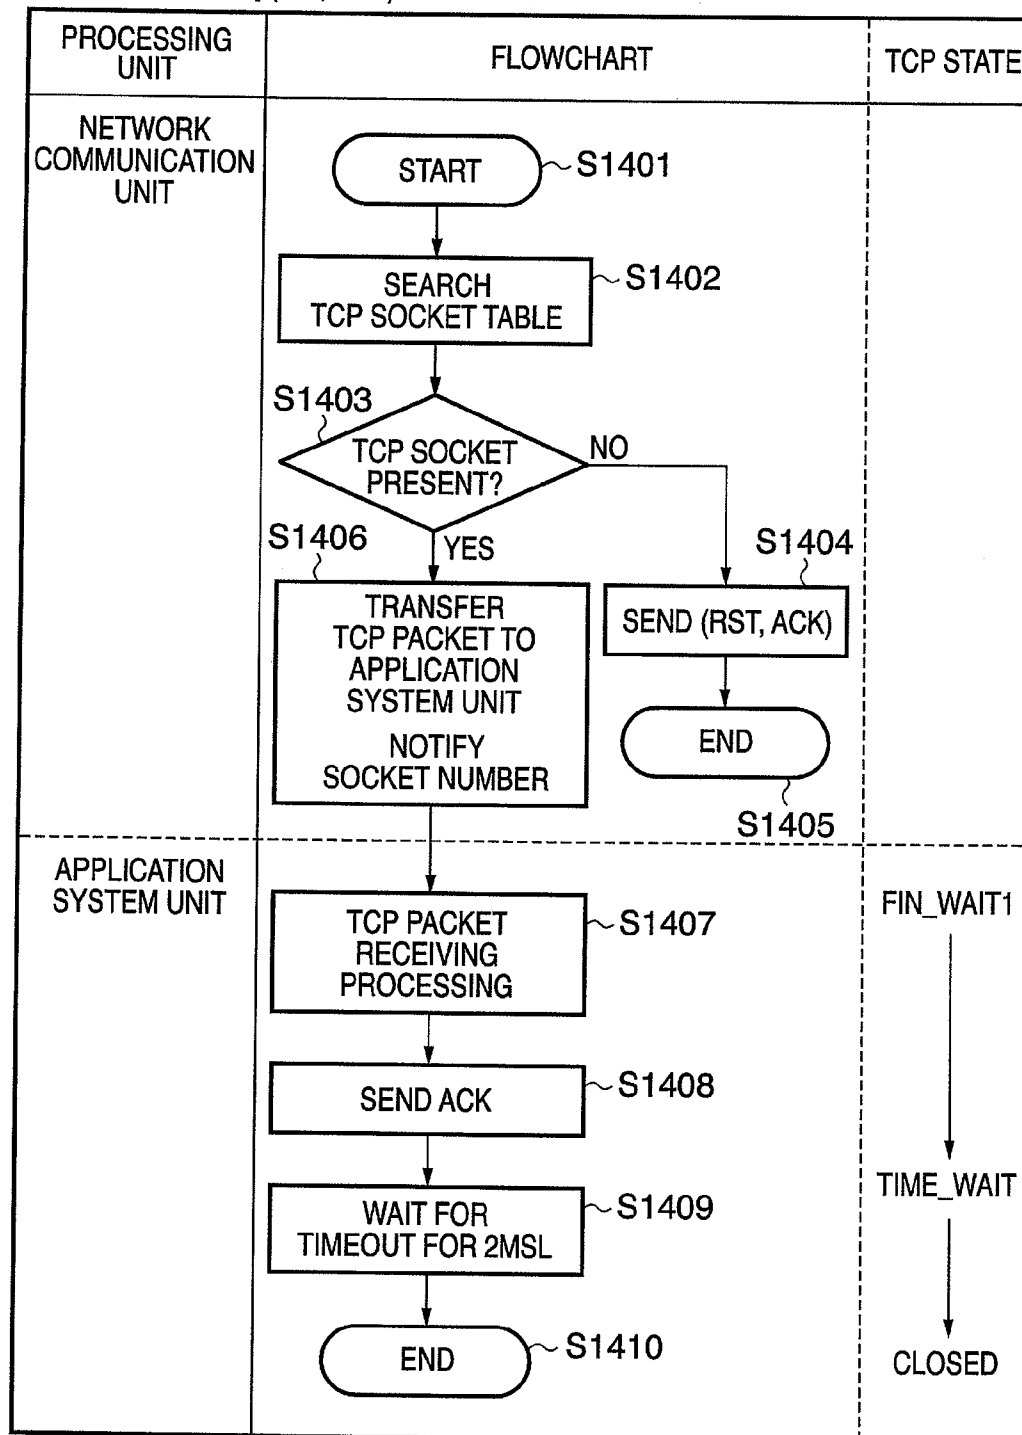 PROCESSING
UNIT
FLOWCHART
TCP STATE
NETWORK
COMMUNICATION
UNIT
START
S1401
SEARCH
TCP SOCKET TABLE
S1402
S1403
TCP SOCKET
PRESENT?
NO
YES
S1406
TRANSFER
TCP PACKET TO
APPLICATION
SYSTEM UNIT
NOTIFY
SOCKET NUMBER
S1404
SEND (RST, ACK)
END
S1405
APPLICATION
SYSTEM UNIT
TCP PACKET
RECEIVING
PROCESSING
S1407
FIN_WAIT1
SEND ACK
S1408
WAIT FOR
TIMEOUT FOR 2MSL
S1409
TIME_WAIT
END
S1410
CLOSED